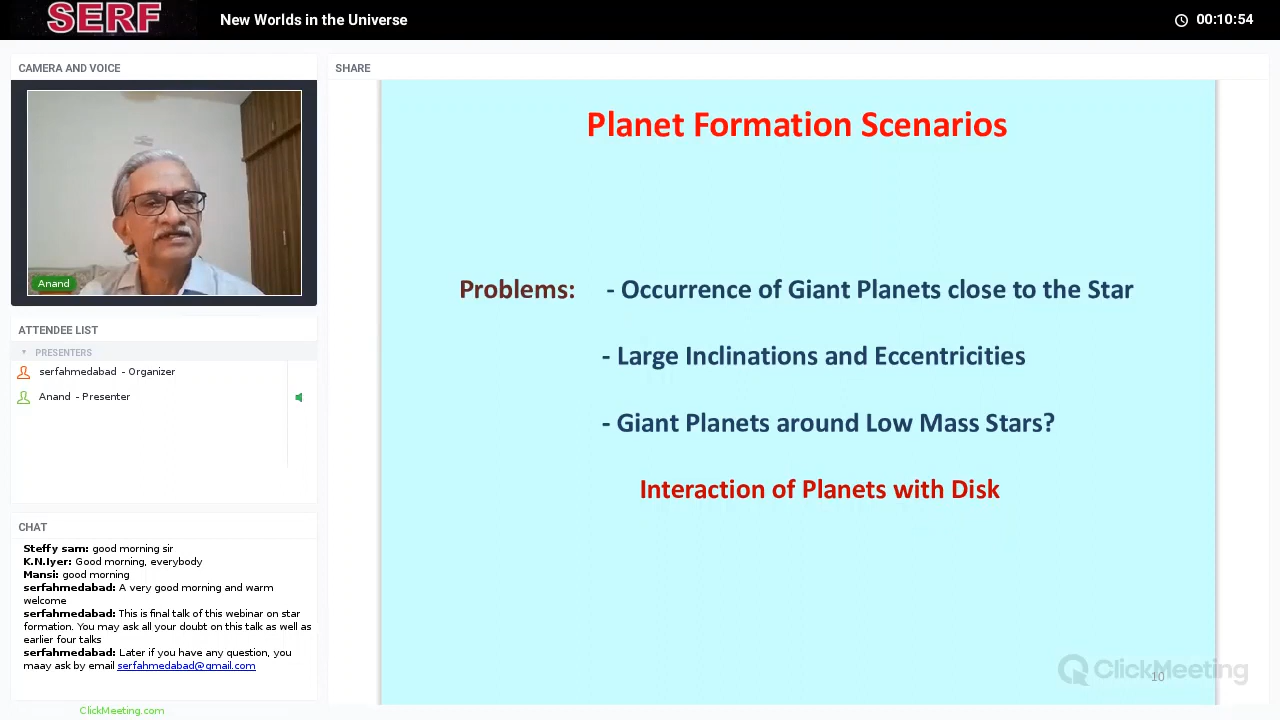 SERF
New Worlds in the Universe
00:10:54
CAMERA AND VOICE
Anand
ATTENDEE LIST
PRESENTERS
serfahmedabad - Organizer
Anand - Presenter
CHAT
Steffy sam: good morning sir
K.N.Iyer: Good morning, everybody
Mansi: good morning
serfahmedabad: A very good morning and warm
welcome
serfahmedabad: This is final talk of this webinar on star
formation. You may ask all your doubt on this talk as well as
earlier four talks
serfahmedabad: Later if you have any question, you
maay ask by email serfahmedabad@gmail.com
ClickMeeting.com
SHARE
Planet Formation Scenarios
Problems: - Occurrence of Giant Planets close to the Star
- Large Inclinations and Eccentricities
- Giant Planets around Low Mass Stars?
Interaction of Planets with Disk
ClickMeeting
10